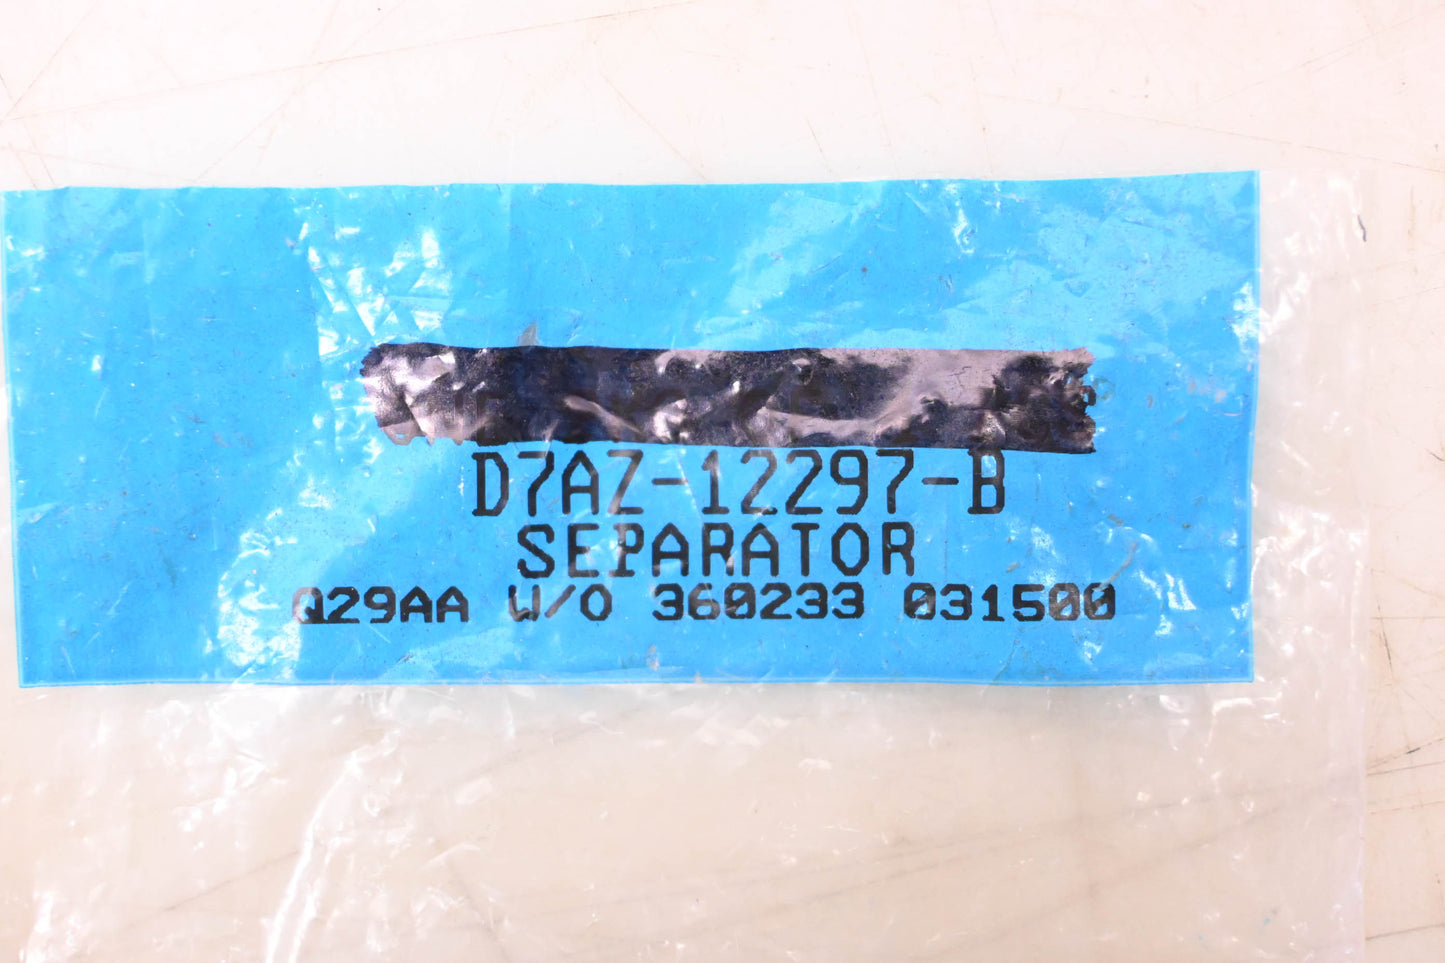 D7AZ-12297-B
SEPARATOR
Q29AA W/O 360233 031500